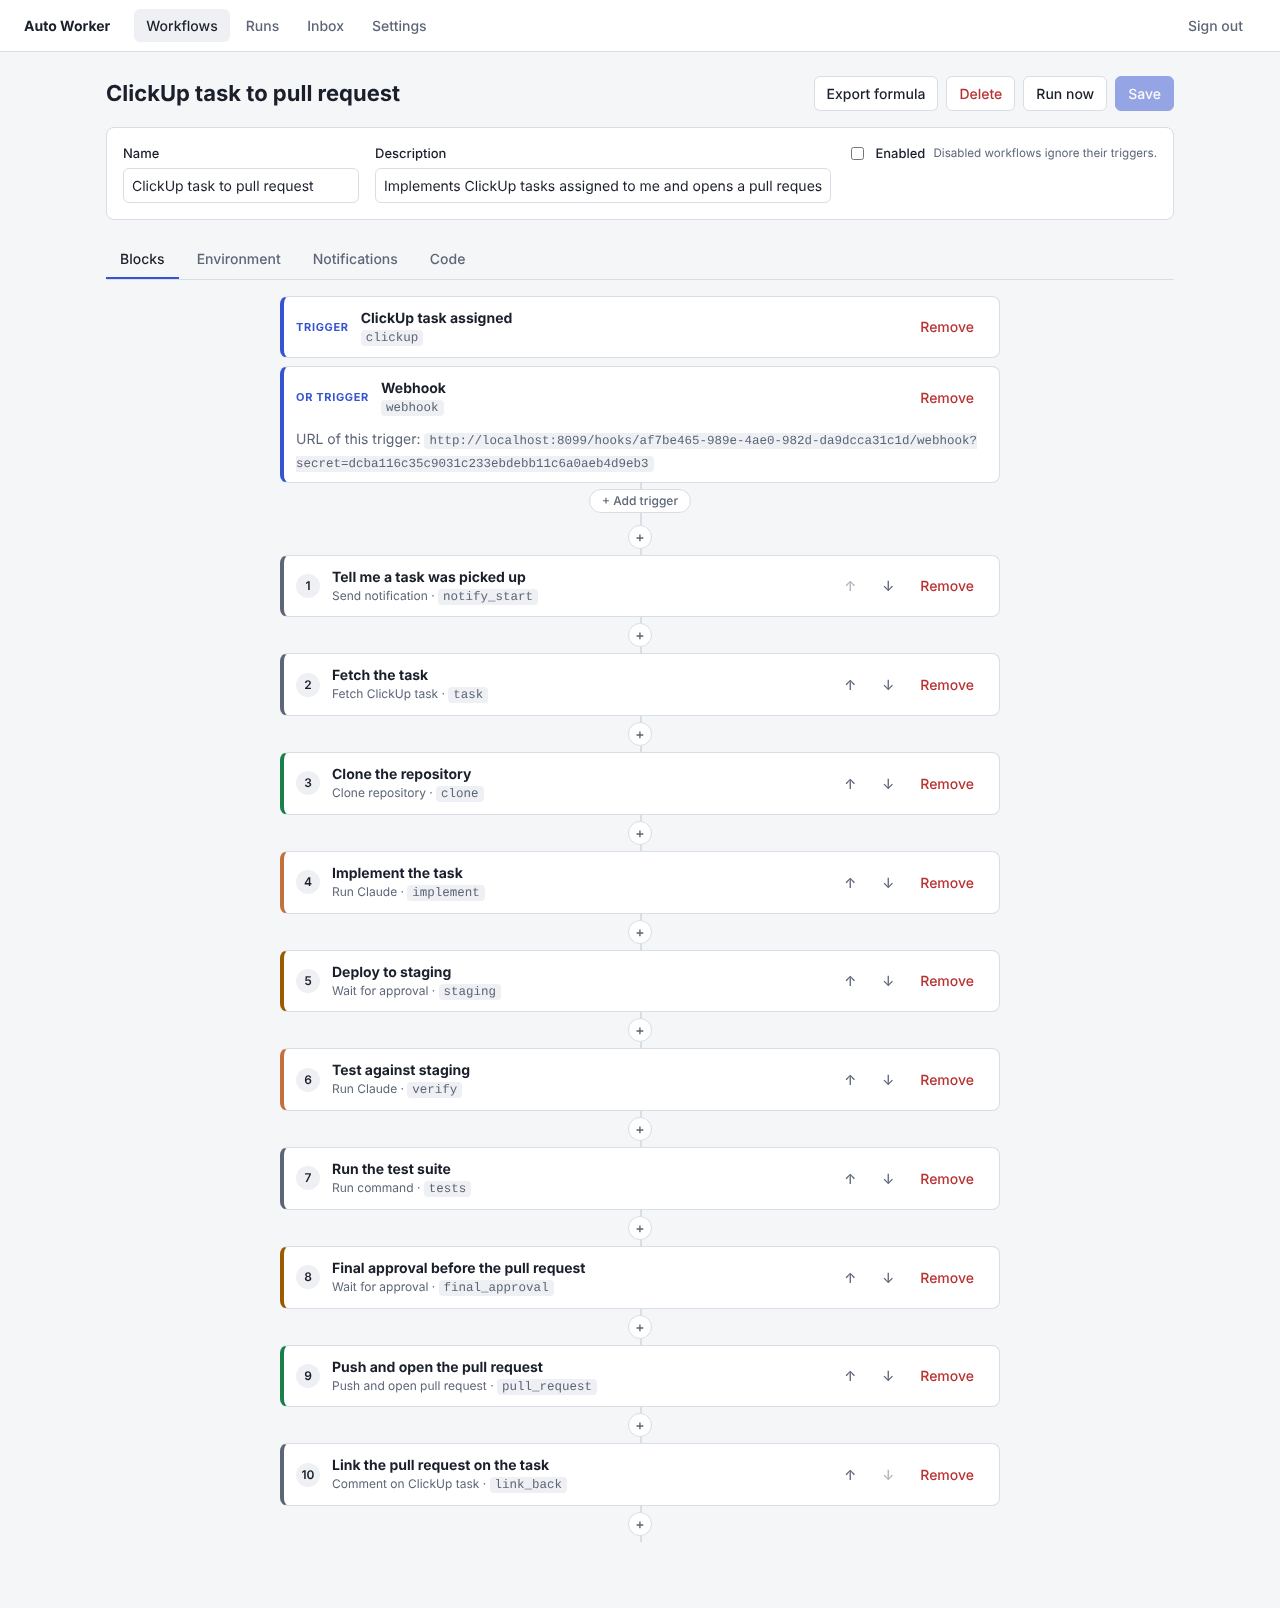 Auto Worker Workflows Runs Inbox Settings Sign out
ClickUp task to pull request Export formula Delete Run now Save
Name Description Enabled Disabled workflows ignore their triggers.
ClickUp task to pull request Implements ClickUp tasks assigned to me and opens a pull reques
Blocks Environment Notifications Code
TRIGGER ClickUp task assigned Remove
clickup
OR TRIGGER Webhook Remove
webhook
URL of this trigger: http://localhost:8099/hooks/af7be465-989e-4ae0-982d-da9dcca31c1d/webhook?
secret=dcba116c35c9031c233ebdebb11c6a0aeb4d9eb3
+ Add trigger
+
1 Tell me a task was picked up ↑ ↓ Remove
Send notification · notify_start
+
2 Fetch the task ↑ ↓ Remove
Fetch ClickUp task · task
+
3 Clone the repository ↑ ↓ Remove
Clone repository · clone
+
4 Implement the task ↑ ↓ Remove
Run Claude · implement
+
5 Deploy to staging ↑ ↓ Remove
Wait for approval · staging
+
6 Test against staging ↑ ↓ Remove
Run Claude · verify
+
7 Run the test suite ↑ ↓ Remove
Run command · tests
+
8 Final approval before the pull request ↑ ↓ Remove
Wait for approval · final_approval
+
9 Push and open the pull request ↑ ↓ Remove
Push and open pull request · pull_request
+
10 Link the pull request on the task ↑ ↓ Remove
Comment on ClickUp task · link_back
+